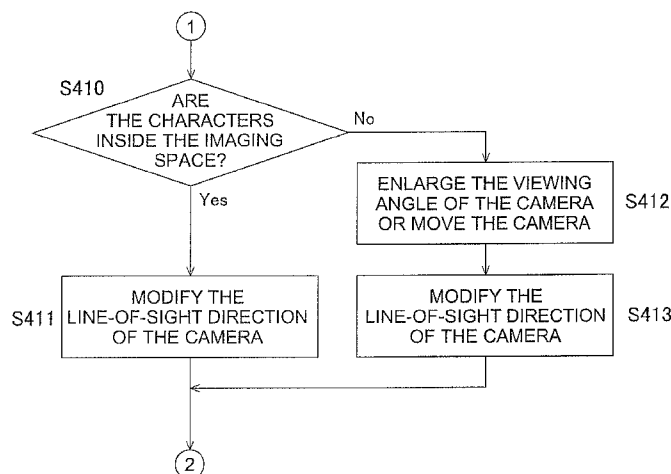 1
S410
ARE
THE CHARACTERS
INSIDE THE IMAGING
SPACE?
No
Yes
ENLARGE THE VIEWING
ANGLE OF THE CAMERA
OR MOVE THE CAMERA
S412
S411
MODIFY THE
LINE-OF-SIGHT DIRECTION
OF THE CAMERA
MODIFY THE
LINE-OF-SIGHT DIRECTION
OF THE CAMERA
S413
2